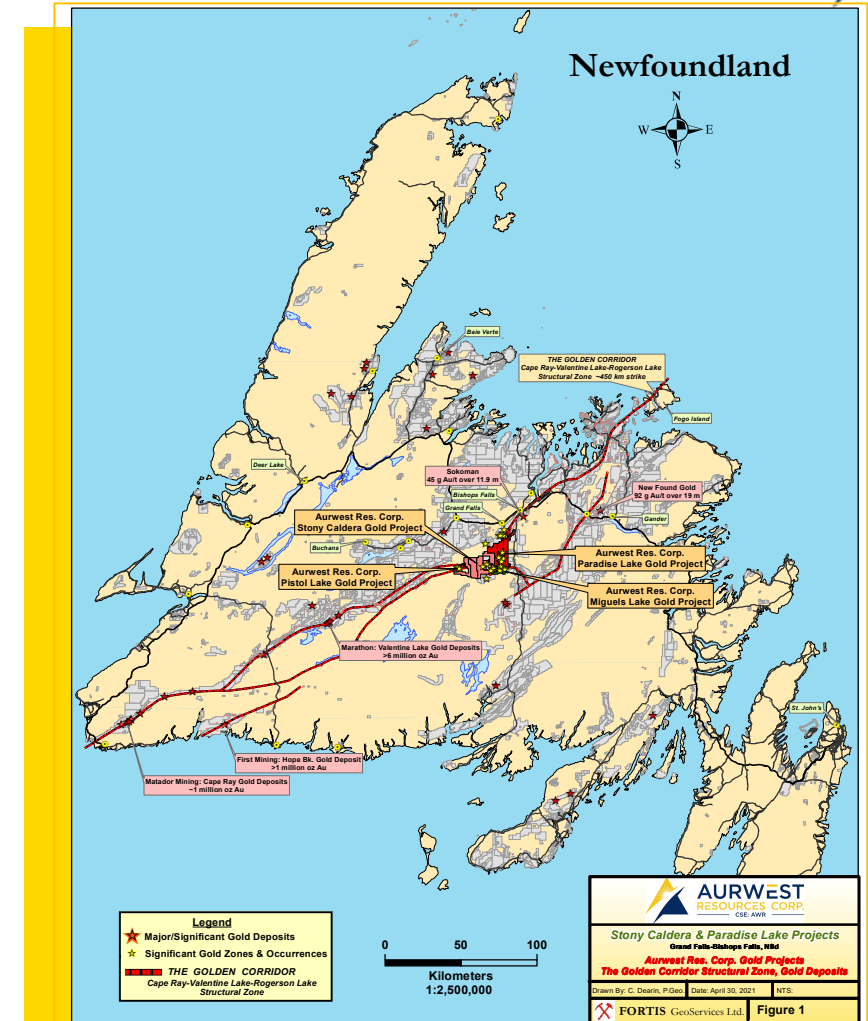 Newfoundland
N
W
E
S
Baie Verte
THE GOLDEN CORRIDOR
Cape Ray-Valentine Lake-Rogerson Lake
Structural Zone ~450 km strike
Fogo Island
Deer Lake
Sokoman
45 g Au/t over 11.9 m
Bishops Falls
Grand Falls
New Found Gold
92 g Au/t over 19 m
Gander
Aurwest Res. Corp.
Stony Caldera Gold Project
Buchans
Aurwest Res. Corp.
Paradise Lake Gold Project
Aurwest Res. Corp.
Pistol Lake Gold Project
Aurwest Res. Corp.
Miguels Lake Gold Project
Marathon: Valentine Lake Gold Deposits
>6 million oz Au
St. John's
First Mining: Hope Bk. Gold Deposit
>1 million oz Au
Matador Mining: Cape Ray Gold Deposits
~1 million oz Au
Legend
Major/Significant Gold Deposits
Significant Gold Zones & Occurrences
THE GOLDEN CORRIDOR
Cape Ray-Valentine Lake-Rogerson Lake
Structural Zone
0 50 100
Kilometers
1:2,500,000
AURWEST
RESOURCES CORP.
CSE: AWR
Stony Caldera & Paradise Lake Projects
Grand Falls-Bishops Falls, Nfld
Aurwest Res. Corp. Gold Projects
The Golden Corridor Structural Zone, Gold Deposits
Drawn By: C. Dearin, P.Geo. Date: April 30, 2021 NTS:
FORTIS GeoServices Ltd. Figure 1